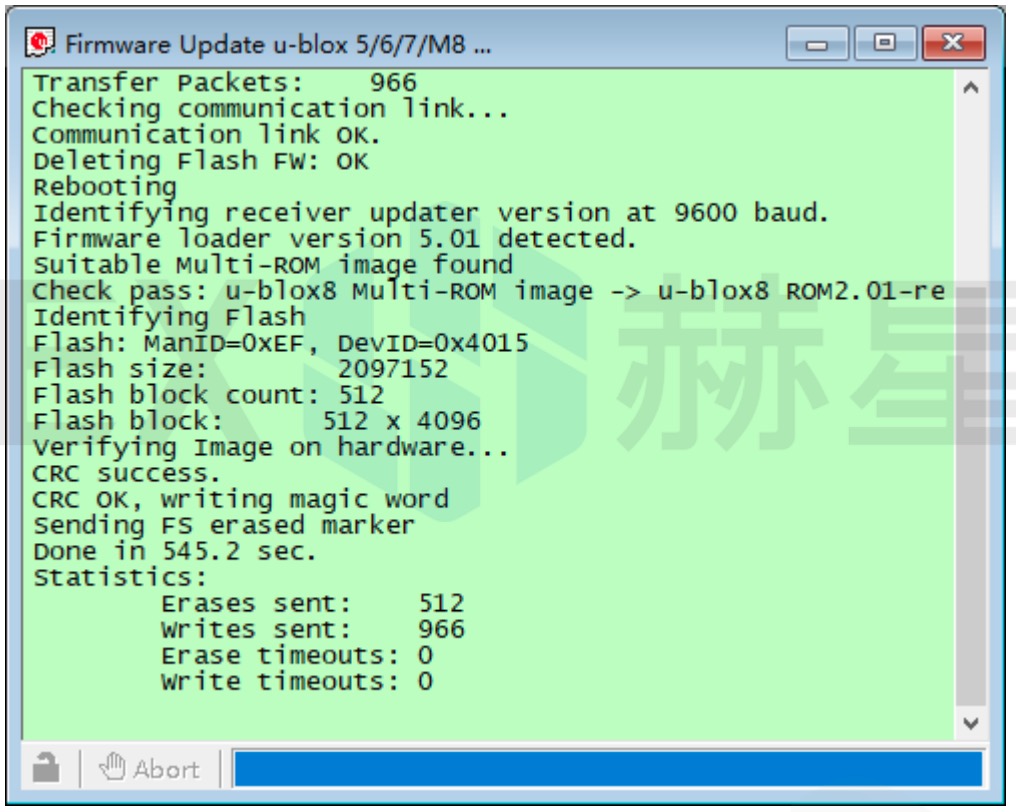 Firmware Update u-blox 5/6/7/M8 ...
Transfer Packets: 966
Checking communication link...
Communication link OK.
Deleting Flash FW: OK
Rebooting
Identifying receiver updater version at 9600 baud.
Firmware loader version 5.01 detected.
Suitable Multi-ROM image found
Check pass: u-blox8 Multi-ROM image -> u-blox8 ROM2.01-re
Identifying Flash
Flash: ManID=0xEF, DevID=0x4015
Flash size: 2097152
Flash block count: 512
Flash block: 512 x 4096
Verifying Image on hardware...
CRC success.
CRC OK, writing magic word
Sending FS erased marker
Done in 545.2 sec.
Statistics:
Erases sent: 512
Writes sent: 966
Erase timeouts: 0
Write timeouts: 0
Abort
赫星